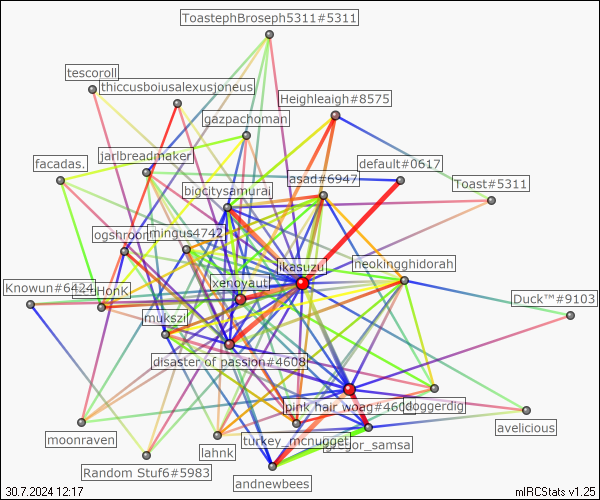 ToastephBroseph5311#5311
tescoroll
thiccusboiusalexusjoneus
Heighleaigh#8575
gazpachoman
jarlbreadmaker
default#0617
facadas.
asad#6947
Toast#5311
bigcitysamurai
ogshroom
mingus4742
ikasuzu
neokingghidorah
xenoyaut
Knowun#6424
HonK
Duck™#9103
mukszi
disaster of passion#4608
pink hair woag#460
doggerdig
avelicious
moonraven
turkey_mcnugget
gregor_samsa
lahnk
Random Stuf6#5983
andnewbees
30.7.2024 12:17
mIRCStats v1.25